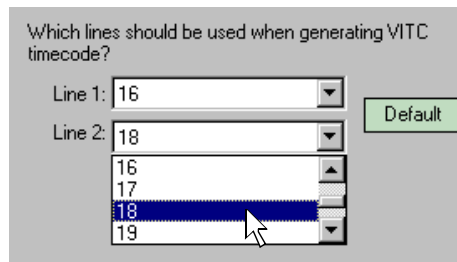 Which lines should be used when generating VITC
timecode?
Line 1: 16
Default
Line 2: 18
16
17
18
19